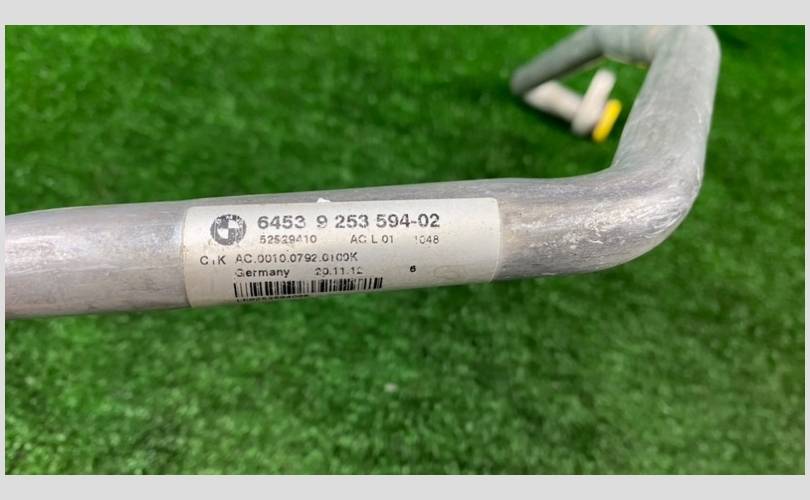 6453 9 253 594-02
52529410 AC L 01 1048
AC.0010.0792.0100K
Germany 20.11.12 6